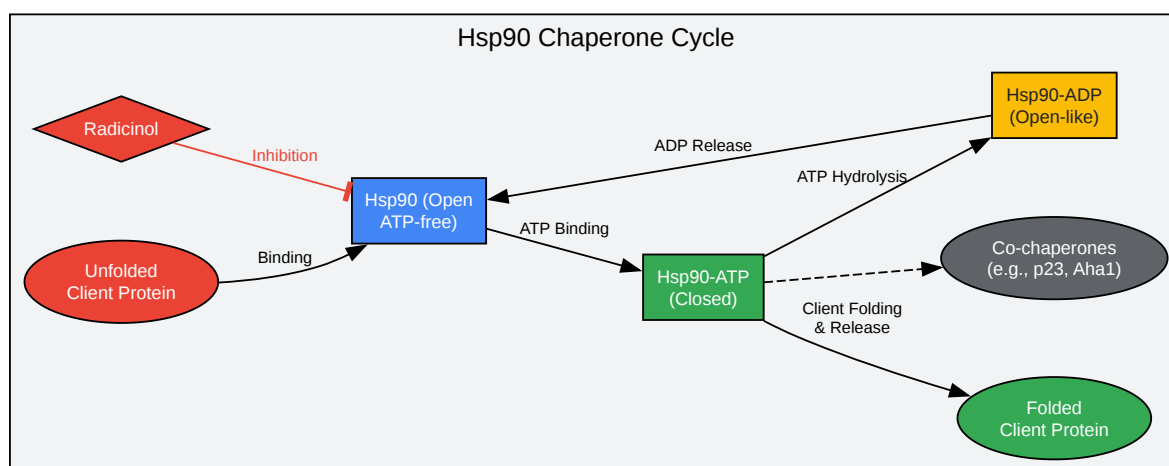 Hsp90 Chaperone Cycle
Radicinol
Inhibition
Hsp90 (Open
ATP-free)
Unfolded
Client Protein
Binding
ATP Binding
ADP Release
Hsp90-ADP
(Open-like)
ATP Hydrolysis
Hsp90-ATP
(Closed)
Co-chaperones
(e.g., p23, Aha1)
Client Folding
& Release
Folded
Client Protein